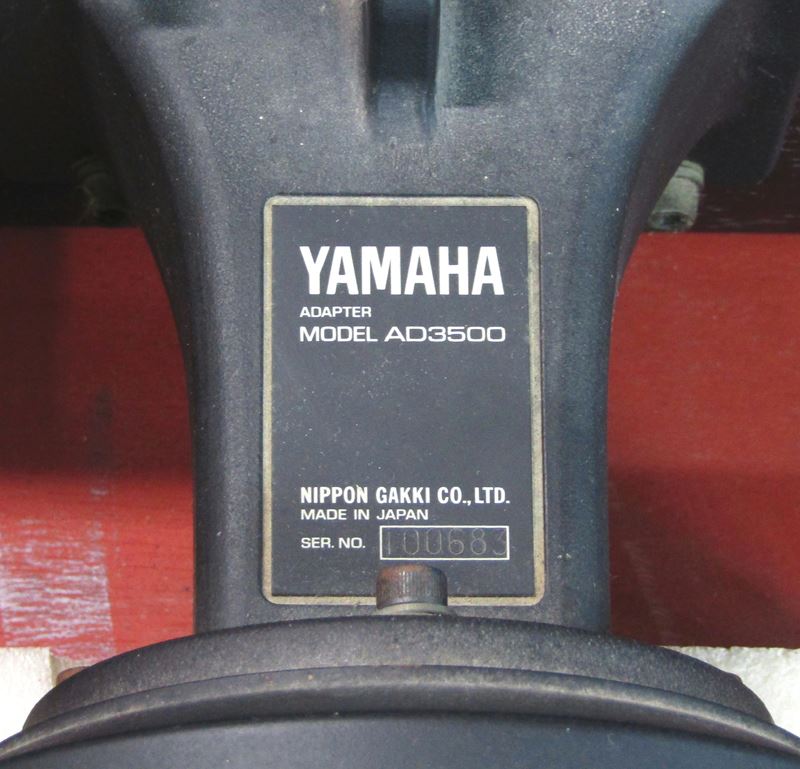 YAMAHA
ADAPTER
MODEL AD3500
NIPPON GAKKI CO.,LTD.
MADE IN JAPAN
SER. NO. 100683